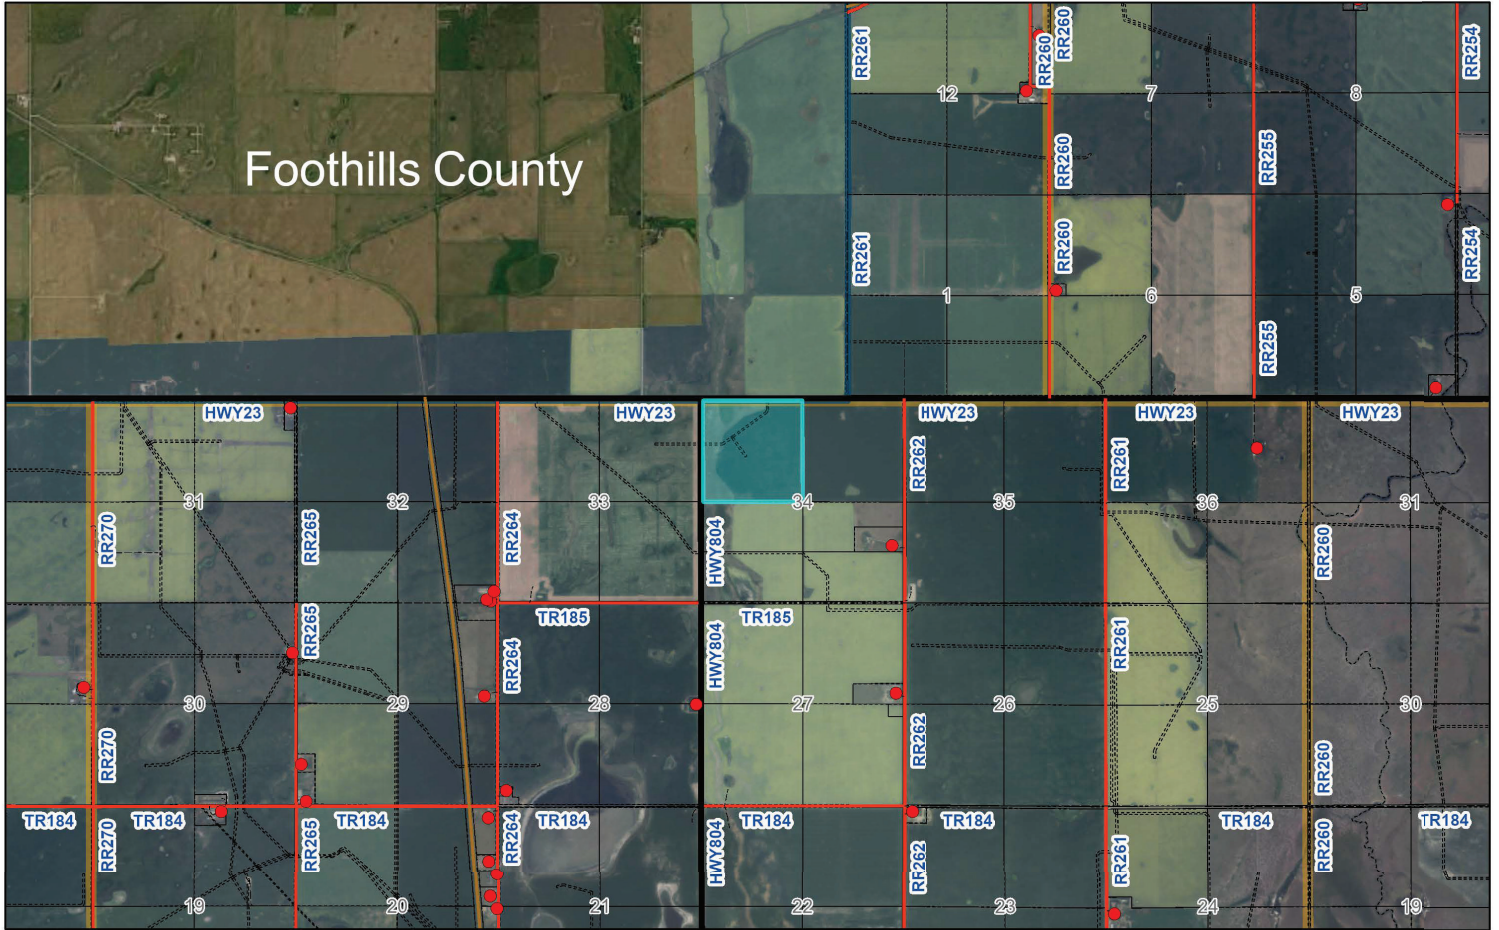 RR261
RR260
RR260
RR254
12
7
8
Foothills County
RR260
RR255
RR261
RR260
RR254
1
6
5
RR255
HWY23
HWY23
HWY23
HWY23
HWY23
RR262
RR261
31
32
33
34
35
36
31
RR270
RR265
RR264
HWY804
RR260
TR185
TR185
RR265
RR264
HWY804
RR261
30
29
28
27
26
25
30
RR270
RR262
RR260
TR184
TR184
TR184
TR184
TR184
TR184
TR184
TR184
RR270
RR265
RR264
HWY804
RR262
RR261
RR260
19
20
21
22
23
24
19